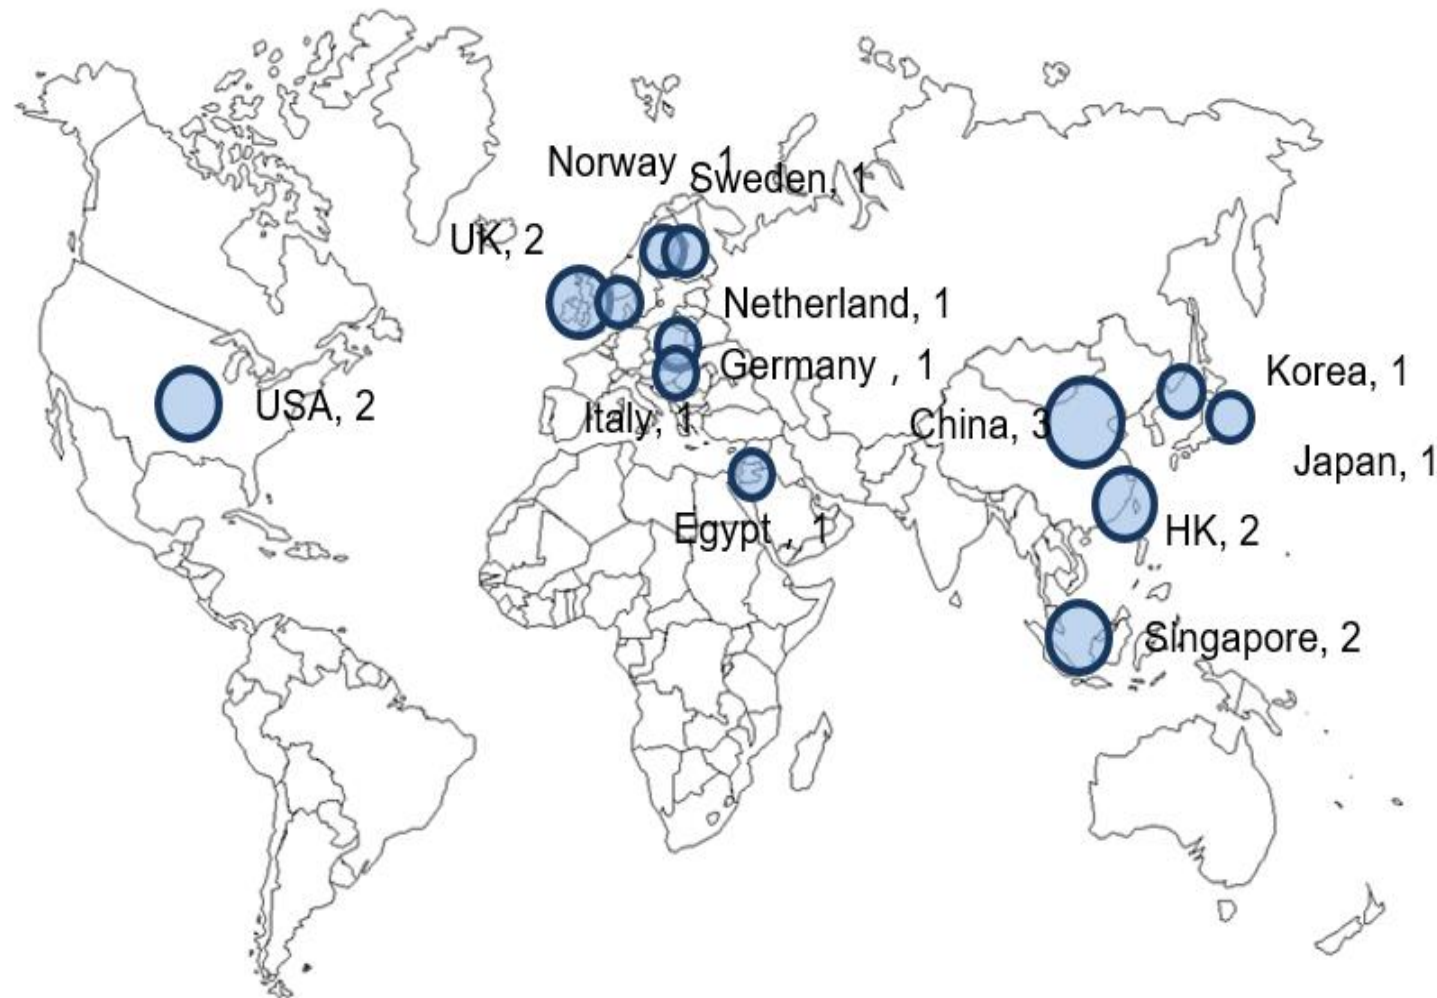 Norway , 1
Sweden, 1
UK, 2
Netherland, 1
Germany , 1
Korea, 1
USA, 2
Italy, 1
China, 3
Japan, 1
Egypt , 1
HK, 2
Singapore, 2